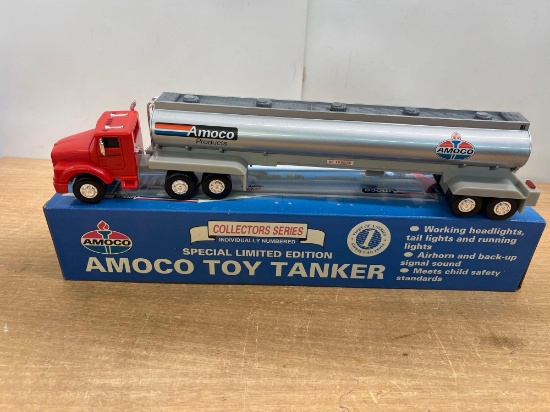 Amoco
Products
AMOCO
AMOCO
COLLECTORS SERIES
INDIVIDUALLY NUMBERED
SPECIAL LIMITED EDITION
AMOCO TOY TANKER
• Working headlights,
tail lights and running
lights
• Airhorn and back-up
signal sound
• Meets child safety
standards